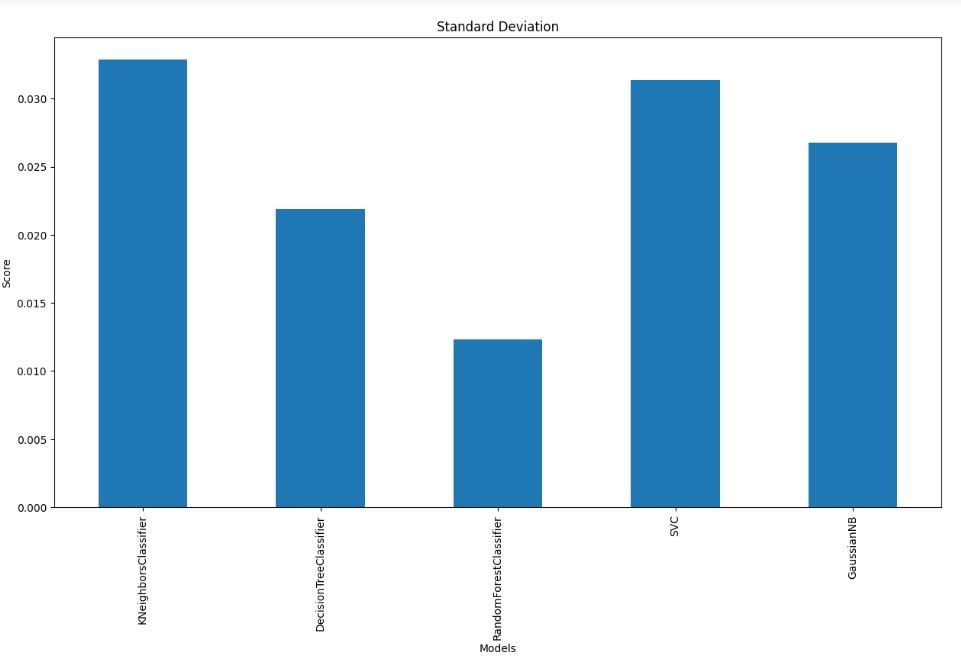 Standard Deviation
Score
0.030
0.025
0.020
0.015
0.010
0.005
0.000
KNeighborsClassifier
DecisionTreeClassifier
RandomForestClassifier
SVC
GaussianNB
Models